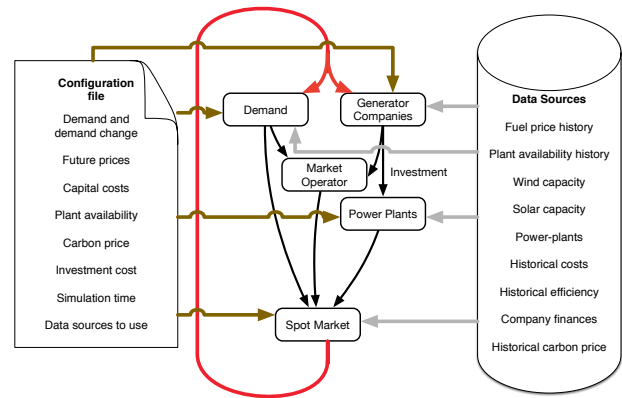 Configuration
file
Demand and
demand change
Future prices
Capital costs
Plant availability
Carbon price
Investment cost
Simulation time
Data sources to use
Demand
Generator
Companies
Market
Operator
Investment
Power Plants
Spot Market
Data Sources
Fuel price history
Plant availability history
Wind capacity
Solar capacity
Power-plants
Historical costs
Historical efficiency
Company finances
Historical carbon price